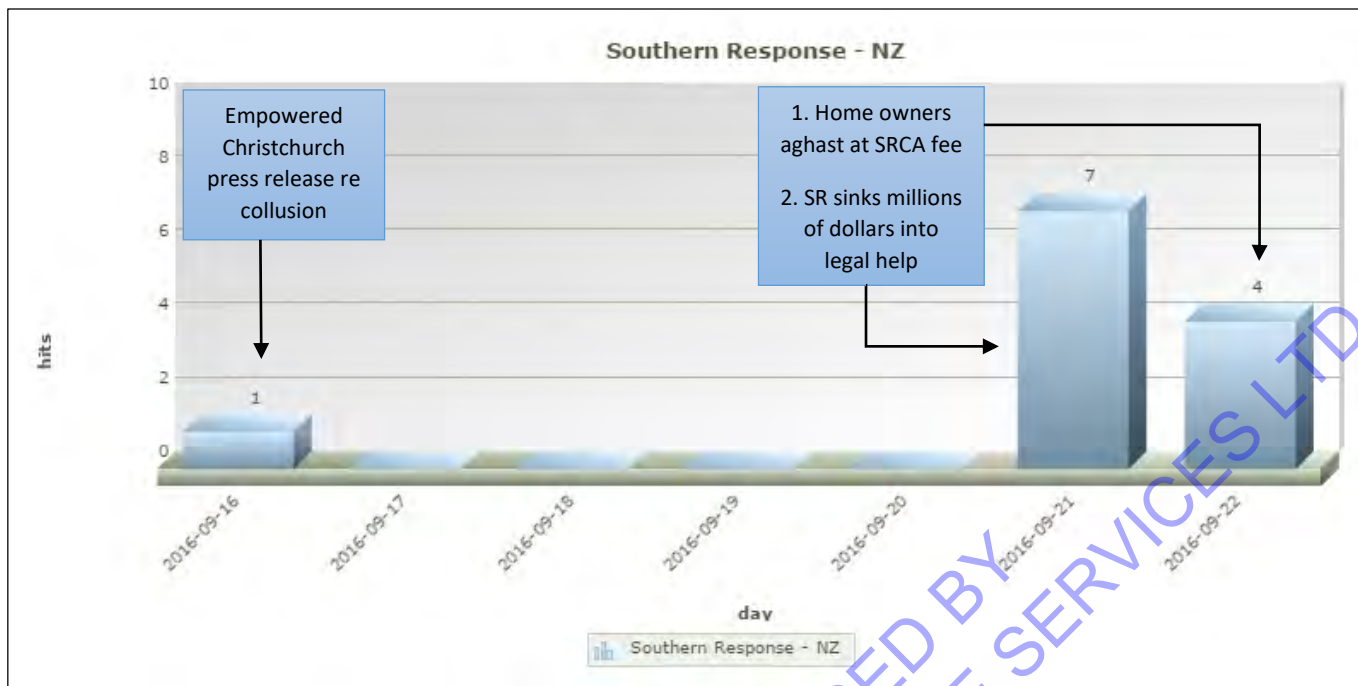 Southern Response - NZ
10
8
6
4
2
0
hits
Empowered
Christchurch
press release re
collusion
1. Home owners
aghast at SRCA fee
2. SR sinks millions
of dollars into
legal help
1
7
4
2016-09-16
2016-09-17
2016-09-18
2016-09-19
2016-09-20
2016-09-21
2016-09-22
day
Southern Response - NZ
BY
SERVICES LTD